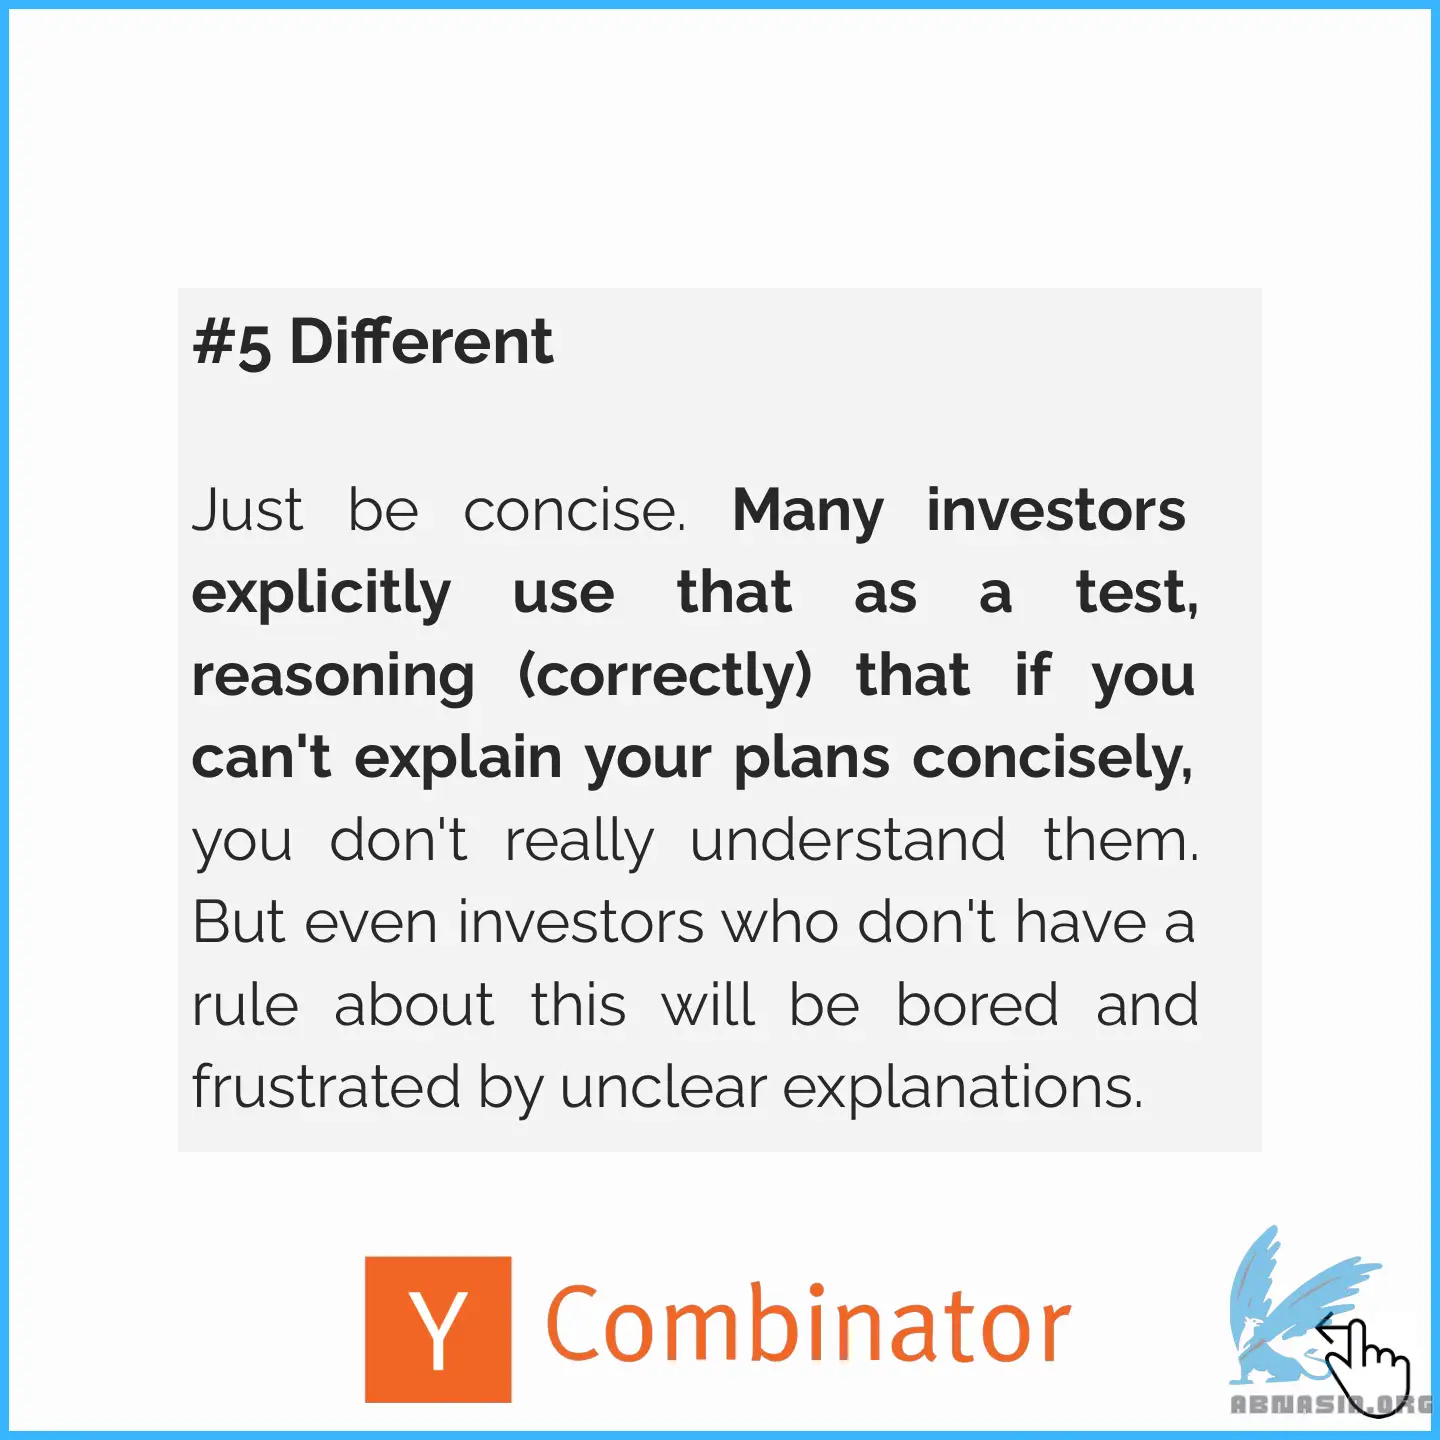 #5 Different
Just be concise. Many investors
explicitly use that as a test,
reasoning (correctly) that if you
can't explain your plans concisely,
you don't really understand them.
But even investors who don't have a
rule about this will be bored and
frustrated by unclear explanations.
Y Combinator
ABNASIA.ORG